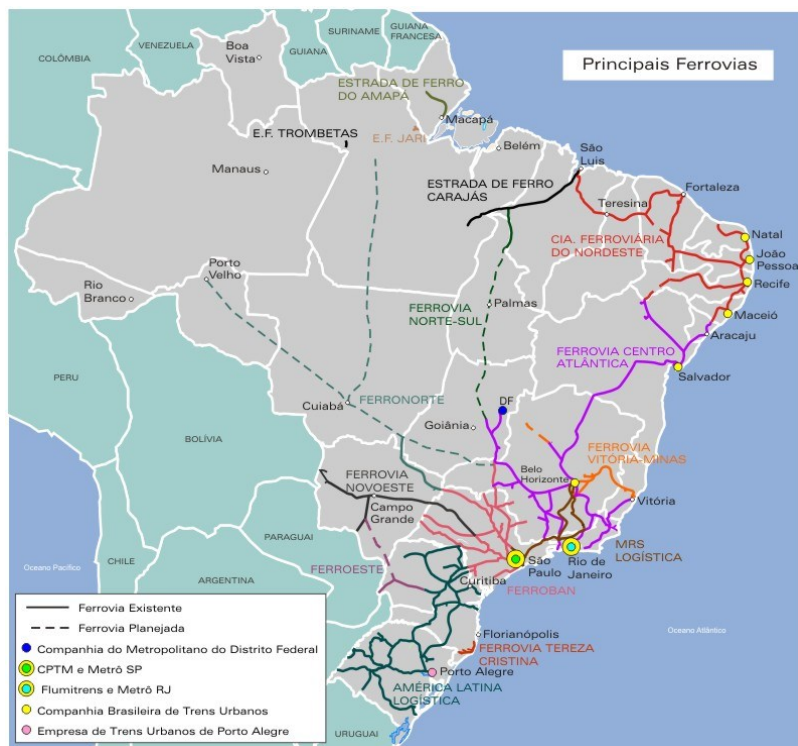 Principais Ferrovias
COLÔMBIA
VENEZUELA
GUIANA
SURINAME
GUIANA
FRANCESA
Boa
Vista
ESTRADA DE FERRO
DO AMAPÁ
Macapá
E.F. TROMBETAS
E.F. JARI
Belém
São
Luis
Manaus
ESTRADA DE FERRO
CARAJÁS
Teresina
Fortaleza
CIA. FERROVIÁRIA
DO NORDESTE
Natal
João
Pessoa
Recife
Maceió
Aracaju
Porto
Velho
Rio
Branco
Palmas
FERROVIA
NORTE-SUL
FERROVIA CENTRO
ATLÂNTICA
Salvador
PERU
BOLÍVIA
Cuiabá
FERRONORTE
Goiânia
DF
FERROVIA
VITÓRIA-MINAS
Belo
Horizonte
Vitória
FERROVIA
NOVOESTE
Campo
Grande
MRS
LOGÍSTICA
PARAGUAI
CHILE
ARGENTINA
FERROESTE
São
Paulo
Rio de
Janeiro
Curitiba
FERROBAN
Oceano Pacífico
Oceano Atlântico
Florianópolis
FERROVIA TEREZA
CRISTINA
Porto Alegre
AMÉRICA LATINA
LOGÍSTICA
URUGUAI
Ferrovia Existente
Ferrovia Planejada
Companhia do Metropolitano do Distrito Federal
CPTM e Metrô SP
Flumitrens e Metrô RJ
Companhia Brasileira de Trens Urbanos
Empresa de Trens Urbanos de Porto Alegre